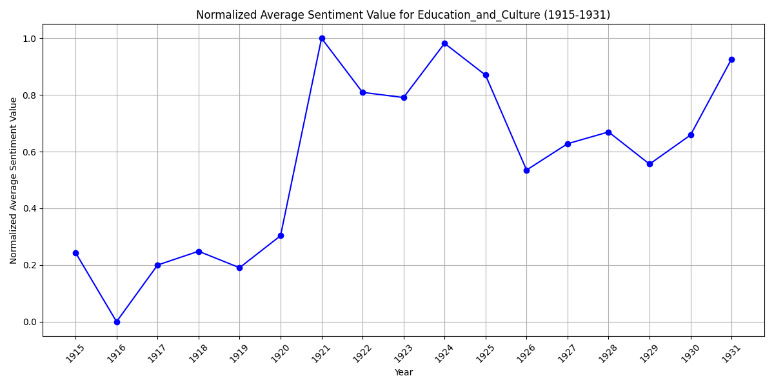 Normalized Average Sentiment Value for Education_and_Culture (1915-1931)
Normalized Average Sentiment Value
1.0
0.8
0.6
0.4
0.2
0.0
1915 1916 1917 1918 1919 1920 1921 1922 1923 1924 1925 1926 1927 1928 1929 1930 1931
Year